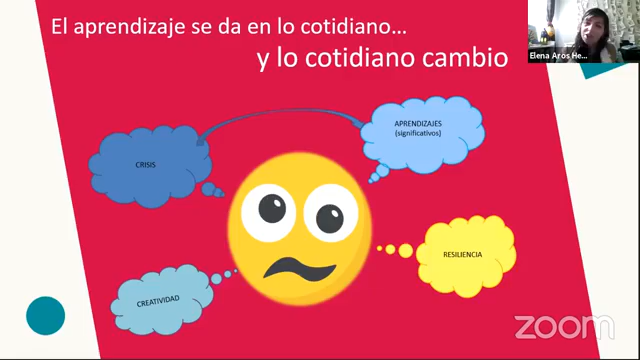 El aprendizaje se da en lo cotidiano...
y lo cotidiano cambio
Elena Aros He...
APRENDIZAJES
(significativos)
CRISIS
RESILIENCIA
CREATIVIDAD
zoom